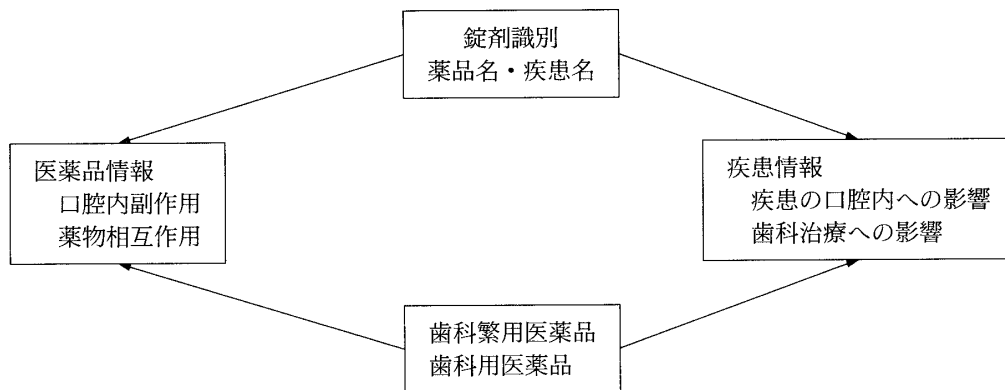 錠剤識別
薬品名・疾患名
医薬品情報
口腔内副作用
薬物相互作用
疾患情報
疾患の口腔内への影響
歯科治療への影響
歯科繁用医薬品
歯科用医薬品